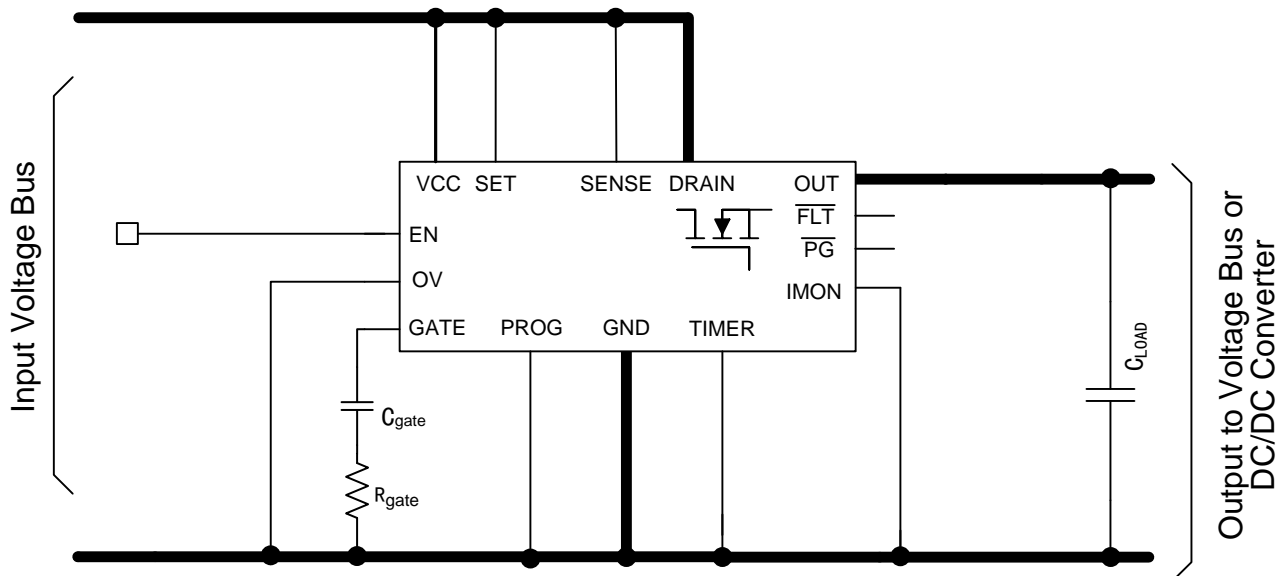 Input Voltage Bus
VCC SET SENSE DRAIN OUT
FLT
EN
PG
OV
IMON
GATE PROG GND TIMER
Cgate
Rgate
CLOAD
Output to Voltage Bus or
DC/DC Converter